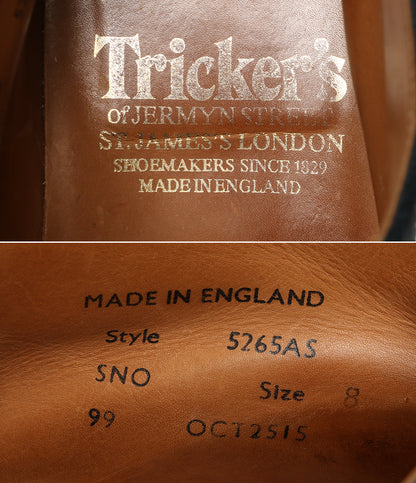 Tricker's
of JERMYN STREET
ST. JAMES'S LONDON
SHOEMAKERS SINCE 1829
MADE IN ENGLAND
MADE IN ENGLAND
Style 5265AS
SNO Size 8
99 OCT2515